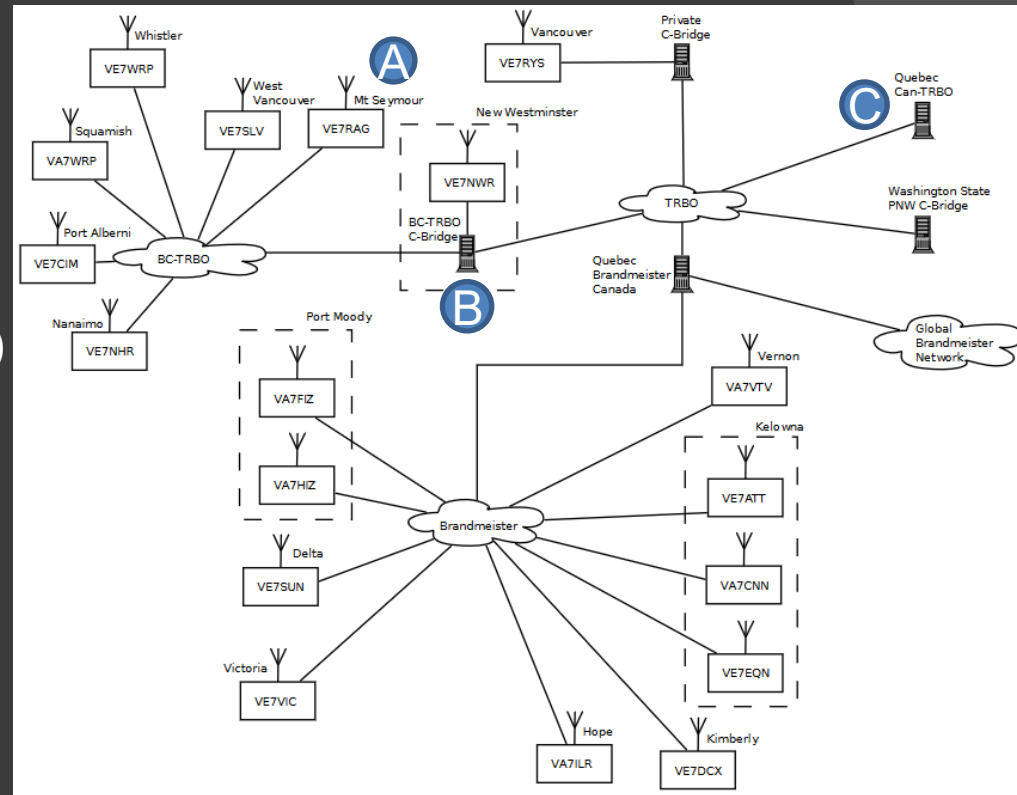 Whistler
VE7WRP
West
Vancouver
VE7SLV
A
Mt Seymour
VE7RAG
Squamish
VA7WRP
Port Alberni
VE7CIM
Nanaimo
VE7NHR
BC-TRBO
New Westminster
VE7NWR
BC-TRBO
C-Bridge
B
Vancouver
VE7RYS
Private
C-Bridge
TRBO
C
Quebec
Can-TRBO
Washington State
PNW C-Bridge
Quebec
Brandmeister
Canada
Global
Brandmeister
Network
Port Moody
VA7FIZ
VA7HIZ
Delta
VE7SUN
Victoria
VE7VIC
Brandmeister
Vernon
VA7VTV
Kelowna
VE7ATT
VA7CNN
VE7EQN
Hope
VA7ILR
Kimberly
VE7DCX